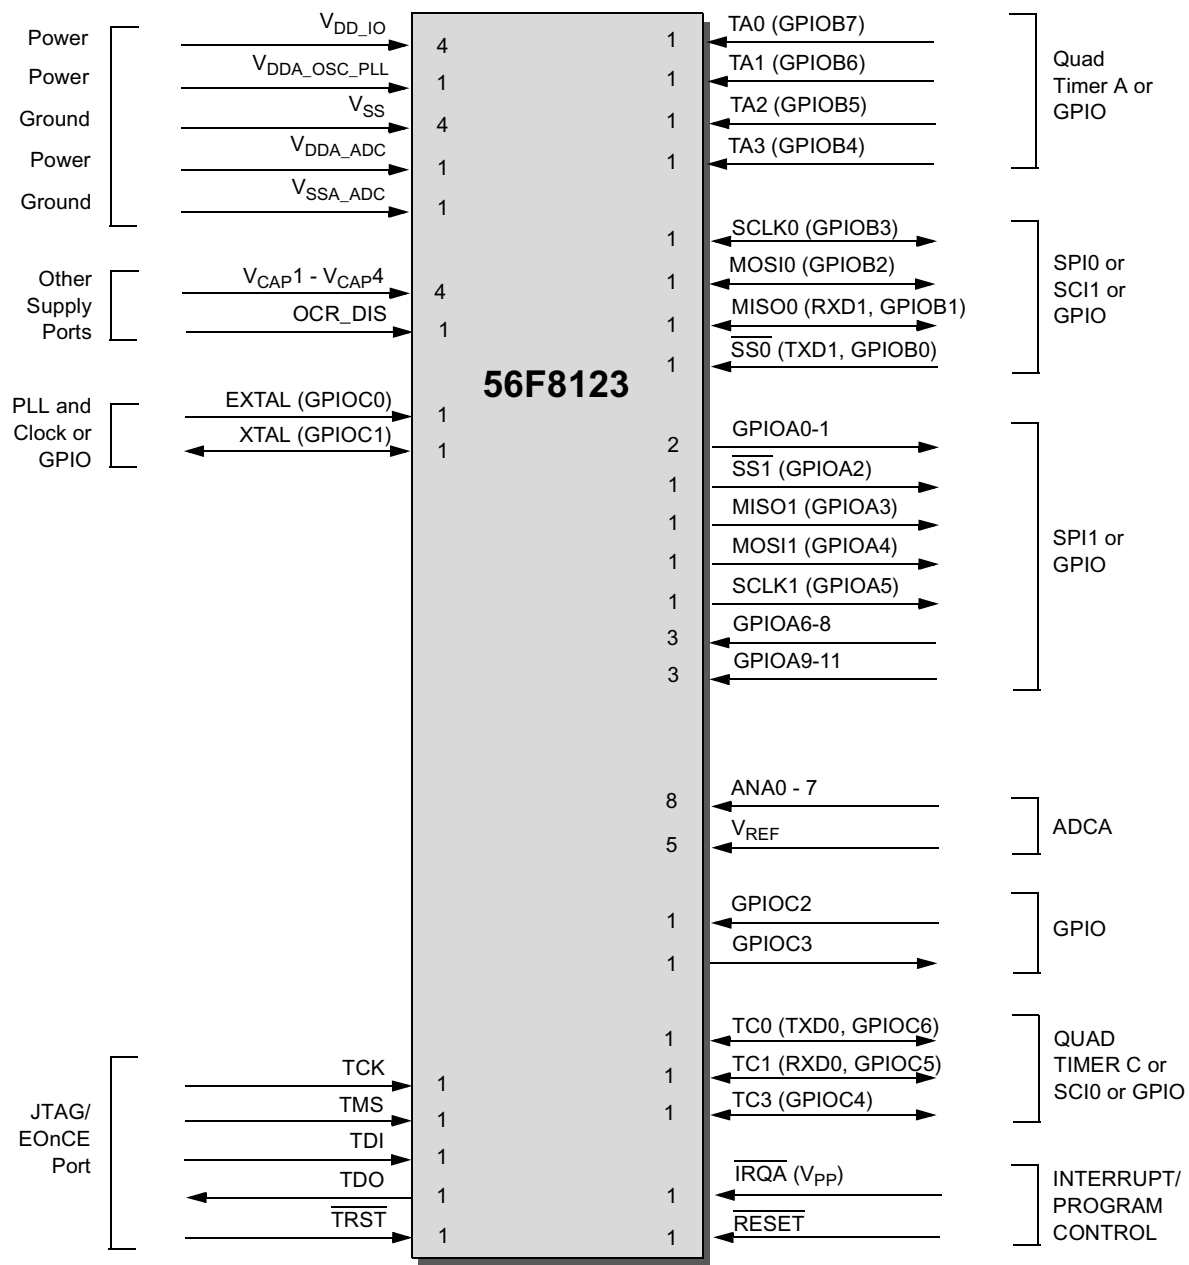 Power
V_DD_IO
4
Power
V_DDA_OSC_PLL
1
Ground
V_SS
4
Power
V_DDA_ADC
1
Ground
V_SSA_ADC
1
Other
Supply
Ports
V_CAP1 - V_CAP4
4
OCR_DIS
1
PLL and
Clock or
GPIO
EXTAL (GPIOC0)
1
XTAL (GPIOC1)
1
JTAG/
EOnCE
Port
TCK
1
TMS
1
TDI
1
TDO
1
TRST
1
56F8123
1
TA0 (GPIOB7)
1
TA1 (GPIOB6)
1
TA2 (GPIOB5)
1
TA3 (GPIOB4)
Quad
Timer A or
GPIO
1
SCLK0 (GPIOB3)
1
MOSI0 (GPIOB2)
1
MISO0 (RXD1, GPIOB1)
1
SS0 (TXD1, GPIOB0)
SPI0 or
SCI1 or
GPIO
2
GPIOA0-1
1
SS1 (GPIOA2)
1
MISO1 (GPIOA3)
1
MOSI1 (GPIOA4)
1
SCLK1 (GPIOA5)
3
GPIOA6-8
3
GPIOA9-11
SPI1 or
GPIO
8
ANA0 - 7
5
V_REF
ADCA
1
GPIOC2
1
GPIOC3
GPIO
1
TC0 (TXD0, GPIOC6)
1
TC1 (RXD0, GPIOC5)
1
TC3 (GPIOC4)
QUAD
TIMER C or
SCI0 or GPIO
1
IRQA (V_PP)
1
RESET
INTERRUPT/
PROGRAM
CONTROL